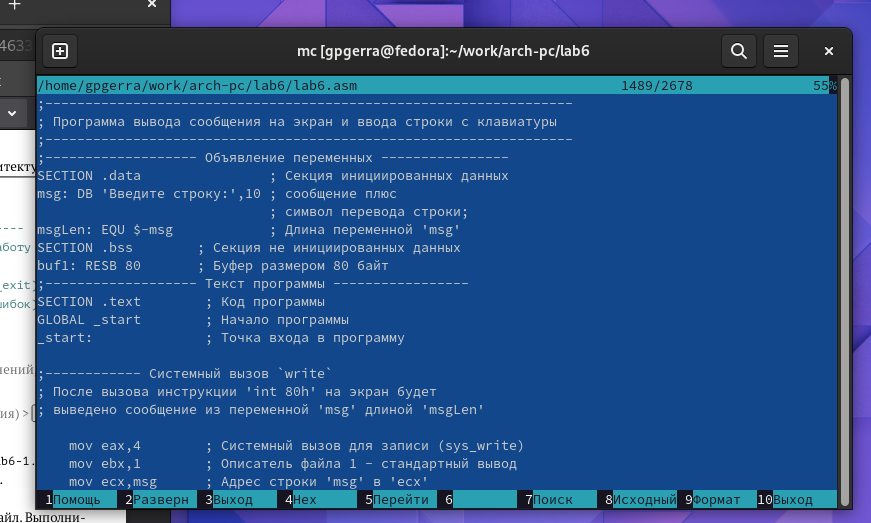 4633
mc [gpgerra@fedora]:~/work/arch-pc/lab6
/home/gpgerra/work/arch-pc/lab6/lab6.asm 1489/2678 55%
;------------------------------------------------------------------
; Программа вывода сообщения на экран и ввода строки с клавиатуры
;------------------------------------------------------------------
;------------------- Объявление переменных ----------------
SECTION .data ; Секция инициированных данных
msg: DB 'Введите строку:',10 ; сообщение плюс
; символ перевода строки;
msgLen: EQU $-msg ; Длина переменной 'msg'
SECTION .bss ; Секция не инициированных данных
buf1: RESB 80 ; Буфер размером 80 байт
;------------------- Текст программы -----------------
SECTION .text ; Код программы
GLOBAL _start ; Начало программы
_start: ; Точка входа в программу
;------------ Системный вызов `write`
; После вызова инструкции 'int 80h' на экран будет
; выведено сообщение из переменной 'msg' длиной 'msgLen'
mov eax,4 ; Системный вызов для записи (sys_write)
mov ebx,1 ; Описатель файла 1 - стандартный вывод
mov ecx,msg ; Адрес строки 'msg' в 'ecx'
1Помощь 2Разверн 3Выход 4Hex 5Перейти 6 7Поиск 8Исходный 9Формат 10Выход
итекту
----
аботу
_exit)
шибок)
нений
ия) >
b6-1.
айл. Выполни-